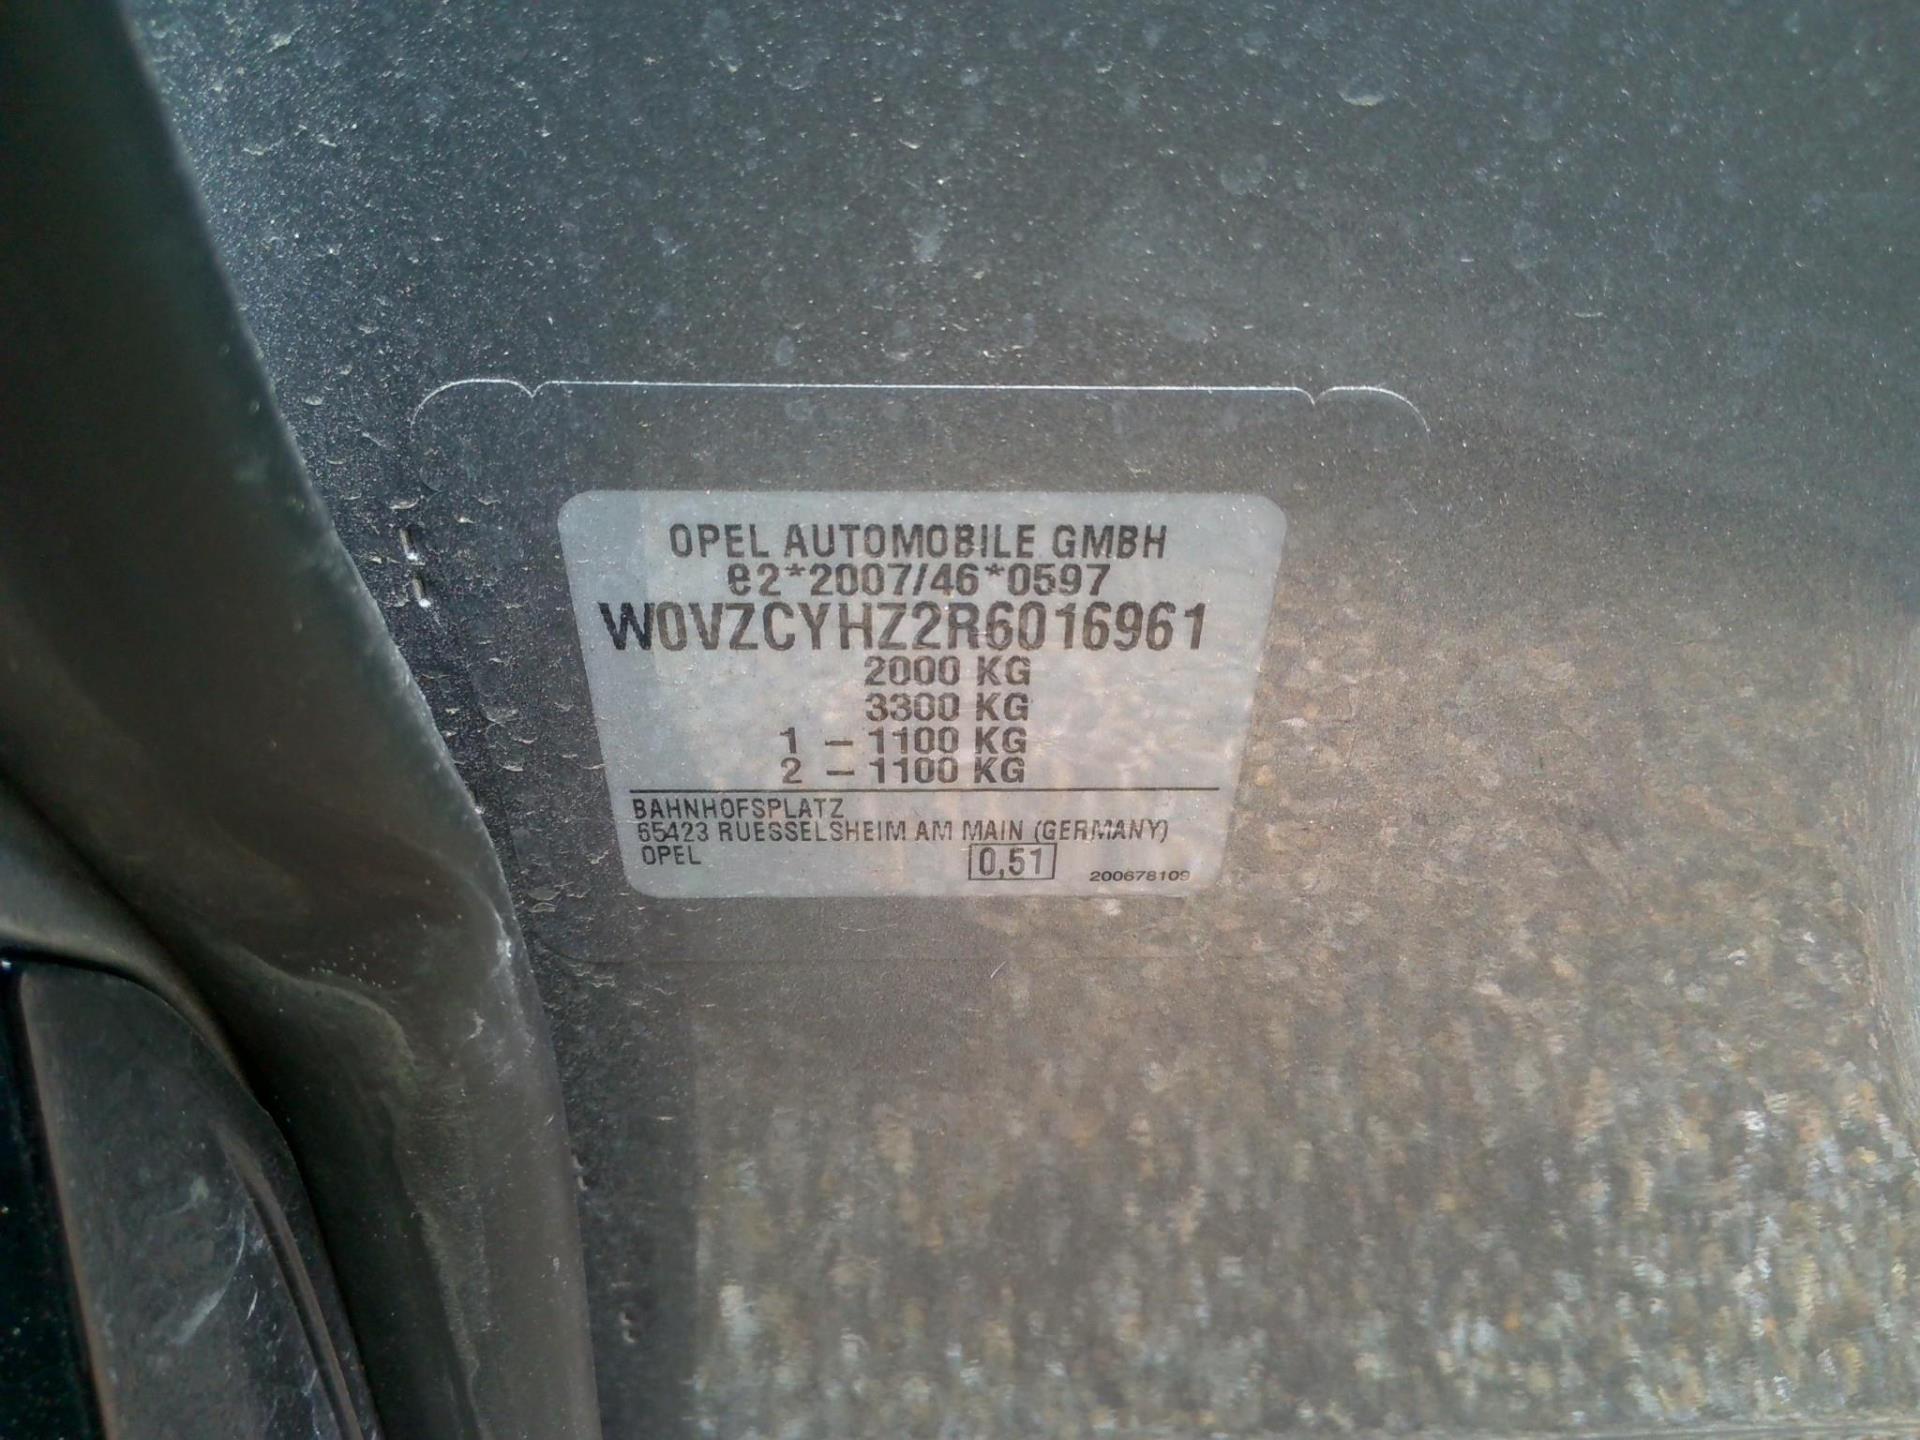 OPEL AUTOMOBILE GMBH
e2*2007/46*0597
W0VZCYHZ2R6016961
2000 KG
3300 KG
1 – 1100 KG
2 – 1100 KG
BAHNHOFSPLATZ
65423 RUESSELSHEIM AM MAIN (GERMANY)
OPEL
0,51
200678109